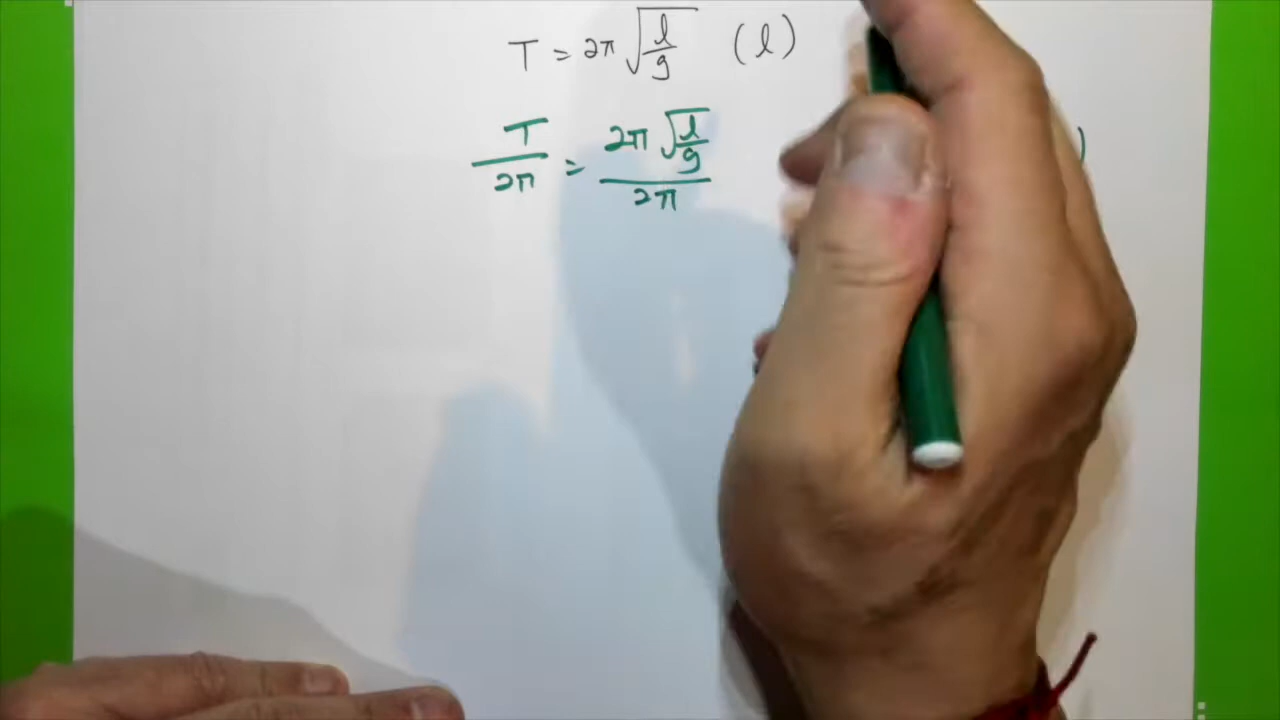 T = 2π √(l/g) (l)
T/2π = 2π √(l/g) / 2π
)